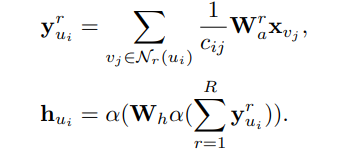 $$\mathbf{y}^r_{u_i} = \sum_{v_j \in \mathcal{N}_r(u_i)} \frac{1}{c_{ij}} \mathbf{W}^r_a \mathbf{x}_{v_j},$$
$$\mathbf{h}_{u_i} = \alpha(\mathbf{W}_h \alpha(\sum_{r=1}^{R} \mathbf{y}^r_{u_i})).$$